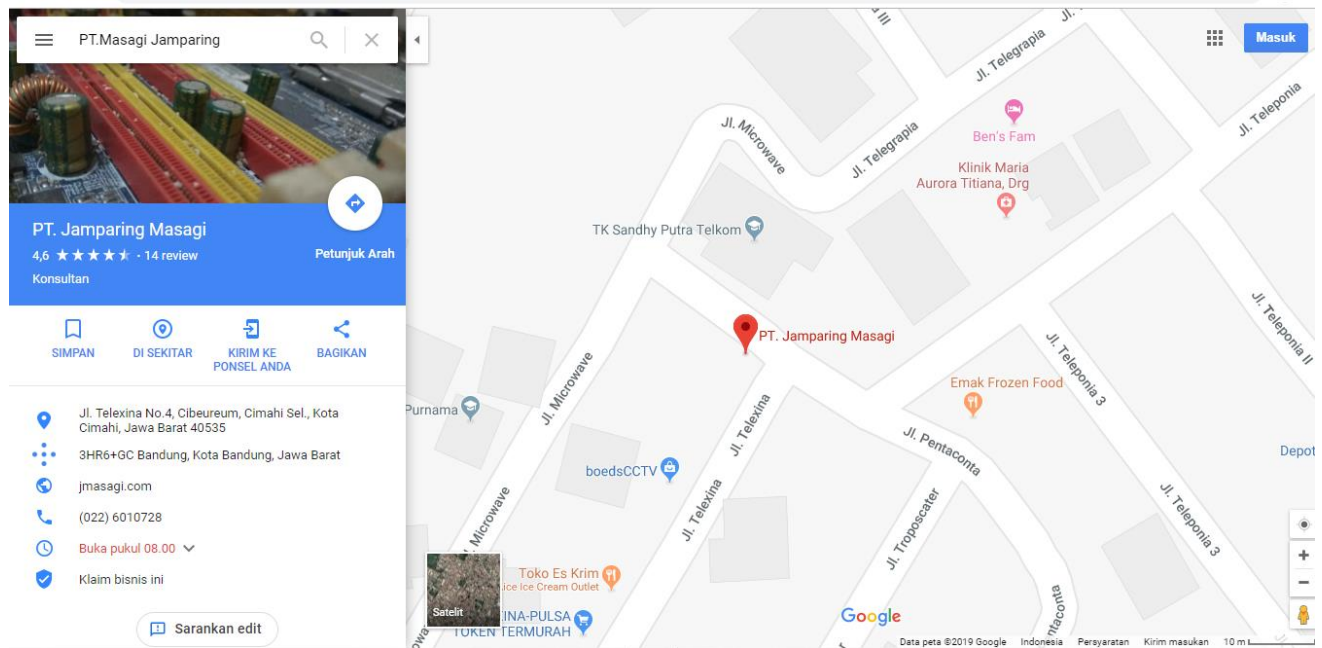 PT.Masagi Jamparing
PT. Jamparing Masagi
4,6 ★★★★ - 14 review
Konsultan
Petunjuk Arah
SIMPAN
DI SEKITAR
KIRIM KE
PONSEL ANDA
BAGIKAN
Jl. Telexina No.4, Cibeureum, Cimahi Sel., Kota
Cimahi, Jawa Barat 40535
3HR6+GC Bandung, Kota Bandung, Jawa Barat
jmasagi.com
(022) 6010728
Buka pukul 08.00
Klaim bisnis ini
Sarankan edit
Masuk
III
Jl.
Jl. Telegrapia
Jl. Teleponia
Jl. Microwave
Jl. Telegrapia
Ben's Fam
Klinik Maria
Aurora Titiana, Drg
TK Sandhy Putra Telkom
Jl. Teleponia II
PT. Jamparing Masagi
Jl. Teleponia 3
Jl. Microwave
Emak Frozen Food
Purnama
Jl. Telexina
Jl. Pentaconta
Depot
boedsCCTV
Jl. Microwave
Jl. Telexina
Jl. Troposcater
Jl. Teleponia 3
Toko Es Krim
ice Ice Cream Outlet
Satelit
INA-PULSA
TOKEN TERMURAH
Google
Data peta ©2019 Google
Indonesia
Persyaratan
Kirim masukan
10 m